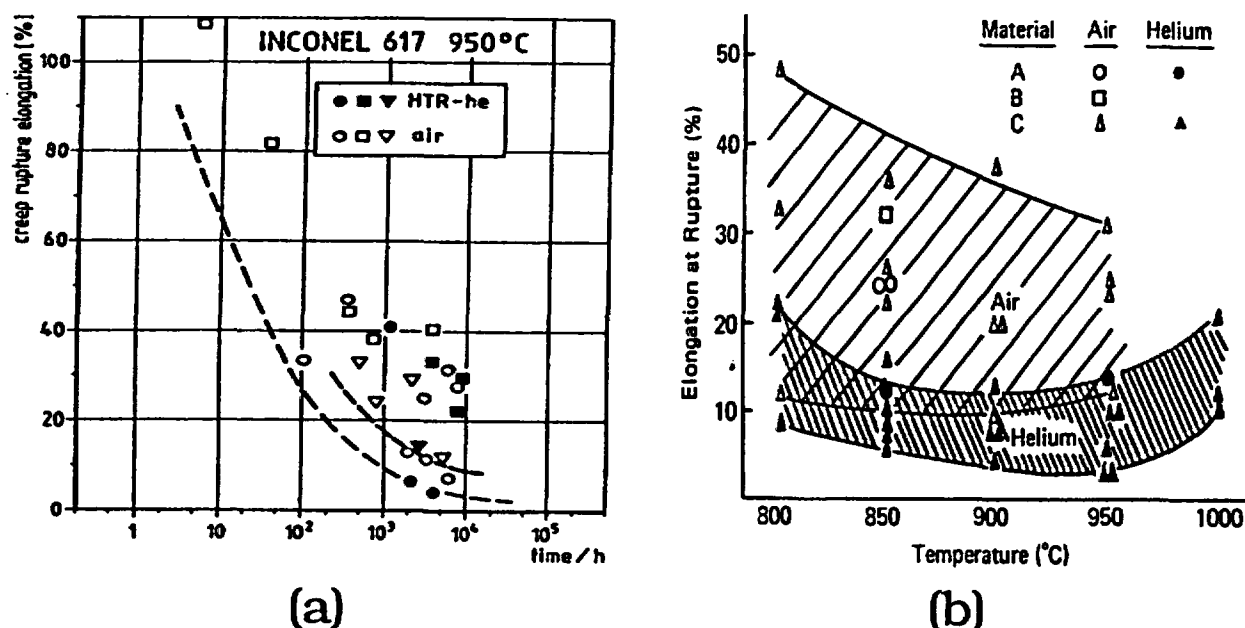 creep rupture elongation (%)
100
80
60
40
20
0
INCONEL 617 950°C
HTR-he
air
1 10 10² 10³ 10⁴ 10⁵
time/h
(a)
Elongation at Rupture (%)
50
40
30
20
10
Material Air Helium
A
B
C
Air
Helium
800 850 900 950 1000
Temperature (°C)
(b)